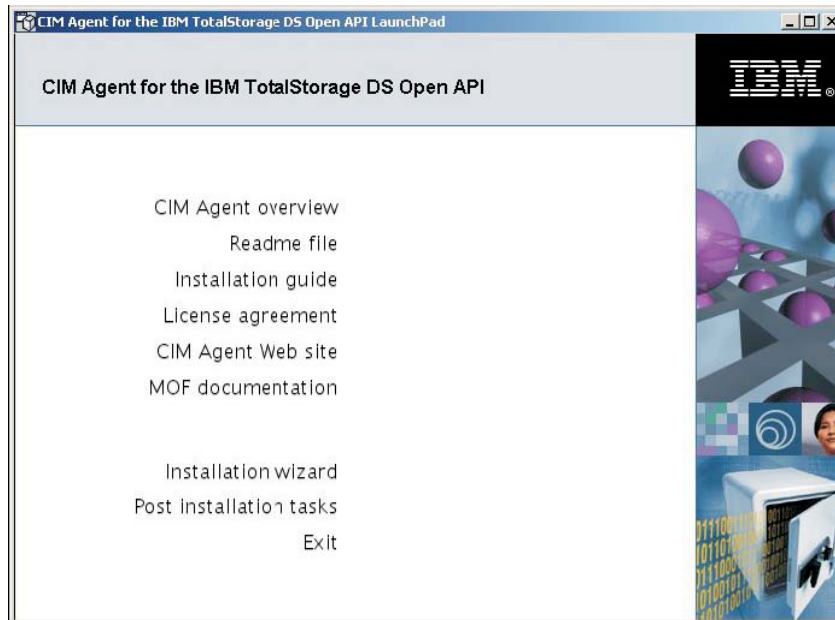 CIM Agent for the IBM TotalStorage DS Open API LaunchPad
CIM Agent for the IBM TotalStorage DS Open API
IBM®
CIM Agent overview
Readme file
Installation guide
License agreement
CIM Agent Web site
MOF documentation
Installation wizard
Post installation tasks
Exit